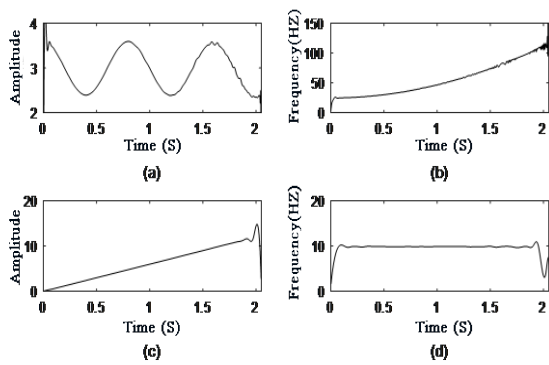 4
3
2
Amplitude
0 0.5 1 1.5 2
Time (S)
(a)
150
100
50
0
Frequency(HZ)
0 0.5 1 1.5 2
Time (S)
(b)
20
10
0
Amplitude
0 0.5 1 1.5 2
Time (S)
(c)
20
10
0
Frequency(HZ)
0 0.5 1 1.5 2
Time (S)
(d)